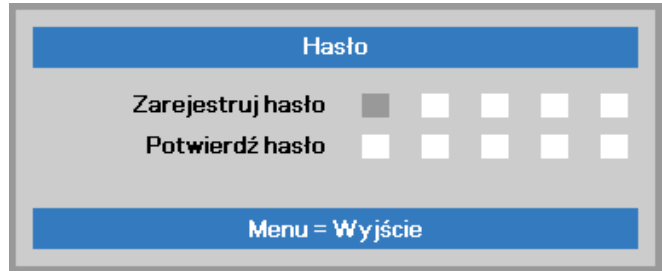 Hasło
Zarejestruj hasło
Potwierdź hasło
Menu = Wyjście